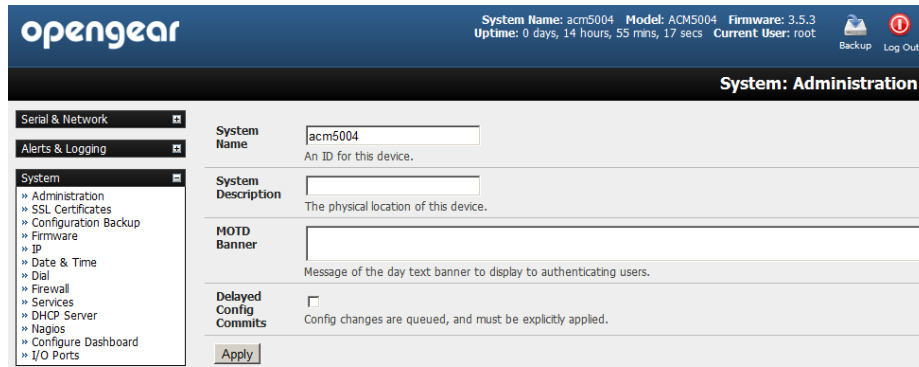 opengear
System Name: acm5004 Model: ACM5004 Firmware: 3.5.3
Uptime: 0 days, 14 hours, 55 mins, 17 secs Current User: root
Backup
Log Out
System: Administration
Serial & Network
Alerts & Logging
System
» Administration
» SSL Certificates
» Configuration Backup
» Firmware
» IP
» Date & Time
» Dial
» Firewall
» Services
» DHCP Server
» Nagios
» Configure Dashboard
» I/O Ports
System Name
acm5004
An ID for this device.
System Description
The physical location of this device.
MOTD Banner
Message of the day text banner to display to authenticating users.
Delayed Config Commits
Config changes are queued, and must be explicitly applied.
Apply